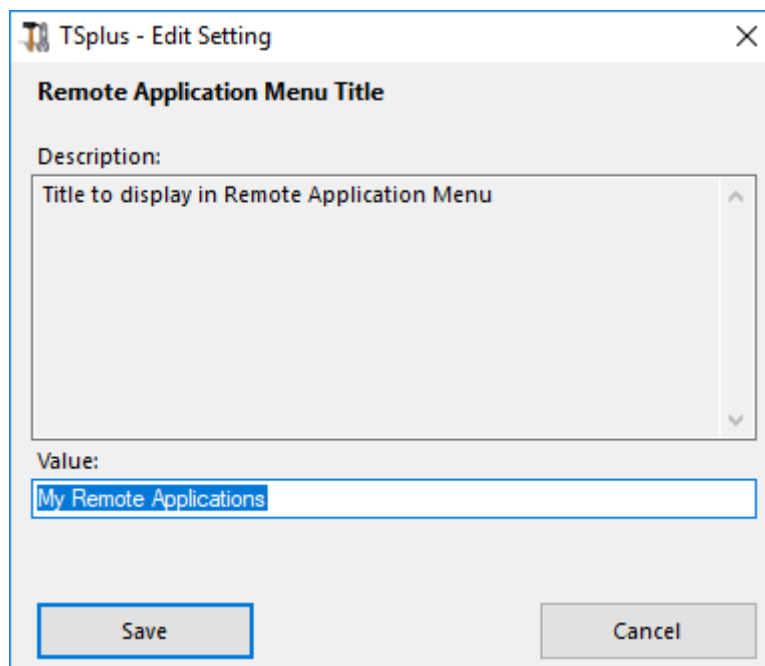 TSplus - Edit Setting
Remote Application Menu Title
Description:
Title to display in Remote Application Menu
Value:
My Remote Applications
Save
Cancel